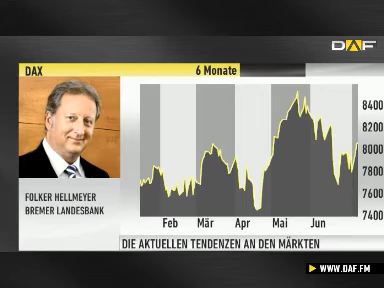 DAF
DAX
6 Monate
8400
8200
8000
7800
7600
7400
Feb Mär Apr Mai Jun
FOLKER HELLMEYER
BREMER LANDESBANK
DIE AKTUELLEN TENDENZEN AN DEN MÄRKTEN
WWW.DAF.FM